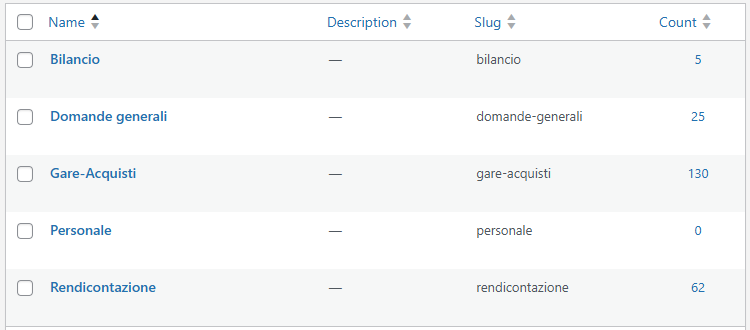 Name Description Slug Count
Bilancio — bilancio 5
Domande generali — domande-generali 25
Gare-Acquisti — gare-acquisti 130
Personale — personale 0
Rendicontazione — rendicontazione 62